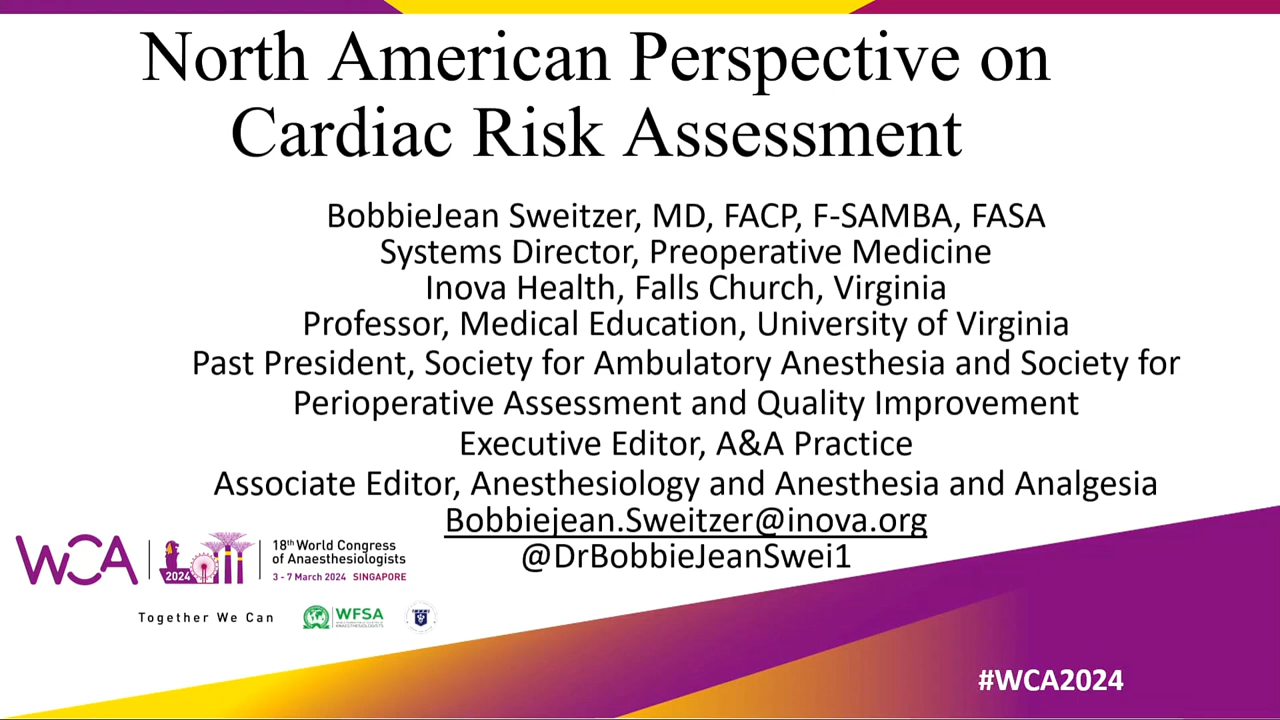 North American Perspective on
Cardiac Risk Assessment
BobbieJean Sweitzer, MD, FACP, F-SAMBA, FASA
Systems Director, Preoperative Medicine
Inova Health, Falls Church, Virginia
Professor, Medical Education, University of Virginia
Past President, Society for Ambulatory Anesthesia and Society for
Perioperative Assessment and Quality Improvement
Executive Editor, A&A Practice
Associate Editor, Anesthesiology and Anesthesia and Analgesia
Bobbiejean.Sweitzer@inova.org
@DrBobbieJeanSwei1
WCA
2024
18th World Congress
of Anaesthesiologists
3 - 7 March 2024 SINGAPORE
Together We Can
WFSA
#WCA2024